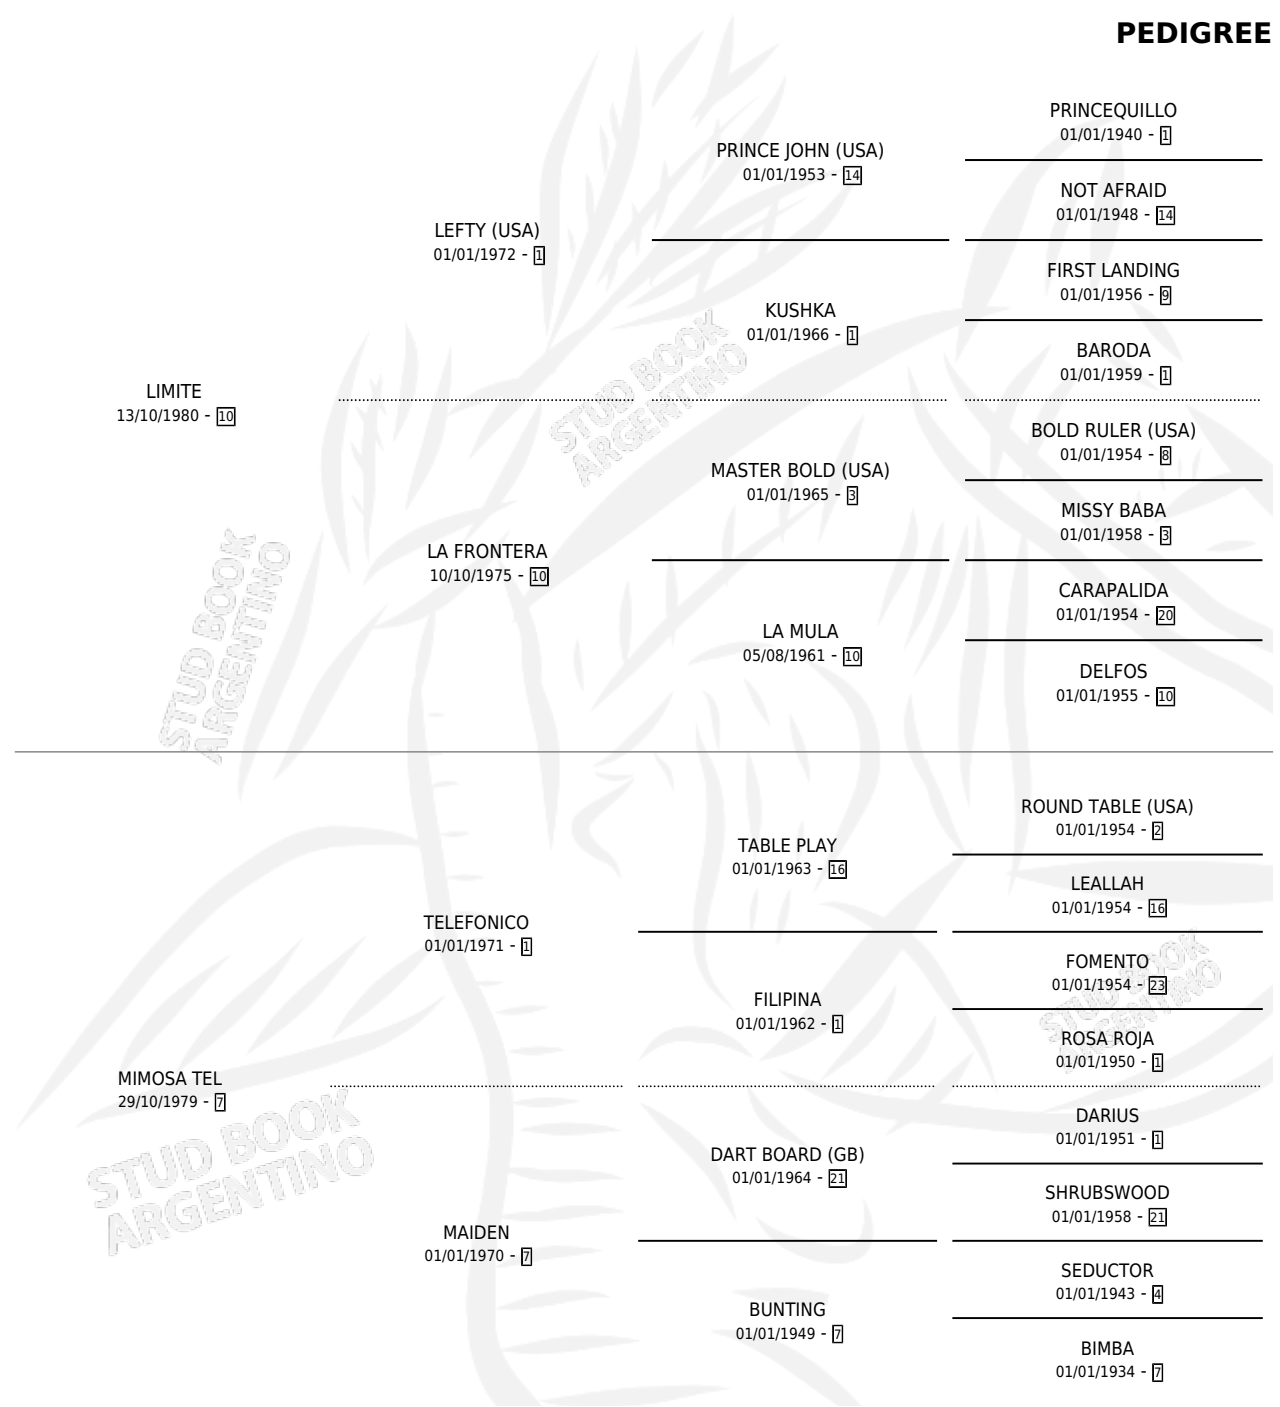 PEDIGREE
PRINCEQUILLO
01/01/1940 - 1
PRINCE JOHN (USA)
01/01/1953 - 14
NOT AFRAID
01/01/1948 - 14
LEFTY (USA)
01/01/1972 - 1
FIRST LANDING
01/01/1956 - 9
KUSHKA
01/01/1966 - 1
BARODA
01/01/1959 - 1
LIMITE
13/10/1980 - 10
STUD BOOK
ARGENTINO
BOLD RULER (USA)
01/01/1954 - 8
MASTER BOLD (USA)
01/01/1965 - 3
MISSY BABA
01/01/1958 - 3
LA FRONTERA
10/10/1975 - 10
CARAPALIDA
01/01/1954 - 20
LA MULA
05/08/1961 - 10
DELFOS
01/01/1955 - 10
STUD BOOK
ARGENTINO
ROUND TABLE (USA)
01/01/1954 - 2
TABLE PLAY
01/01/1963 - 16
LEALLAH
01/01/1954 - 16
TELEFONICO
01/01/1971 - 1
FOMENTO
01/01/1954 - 23
FILIPINA
01/01/1962 - 1
STUD BOOK
ARGENTINO
ROSA ROJA
01/01/1950 - 1
MIMOSA TEL
29/10/1979 - 7
STUD BOOK
ARGENTINO
DARIUS
01/01/1951 - 1
DART BOARD (GB)
01/01/1964 - 21
SHRUBSWOOD
01/01/1958 - 21
MAIDEN
01/01/1970 - 7
SEDUCTOR
01/01/1943 - 4
BUNTING
01/01/1949 - 7
BIMBA
01/01/1934 - 7